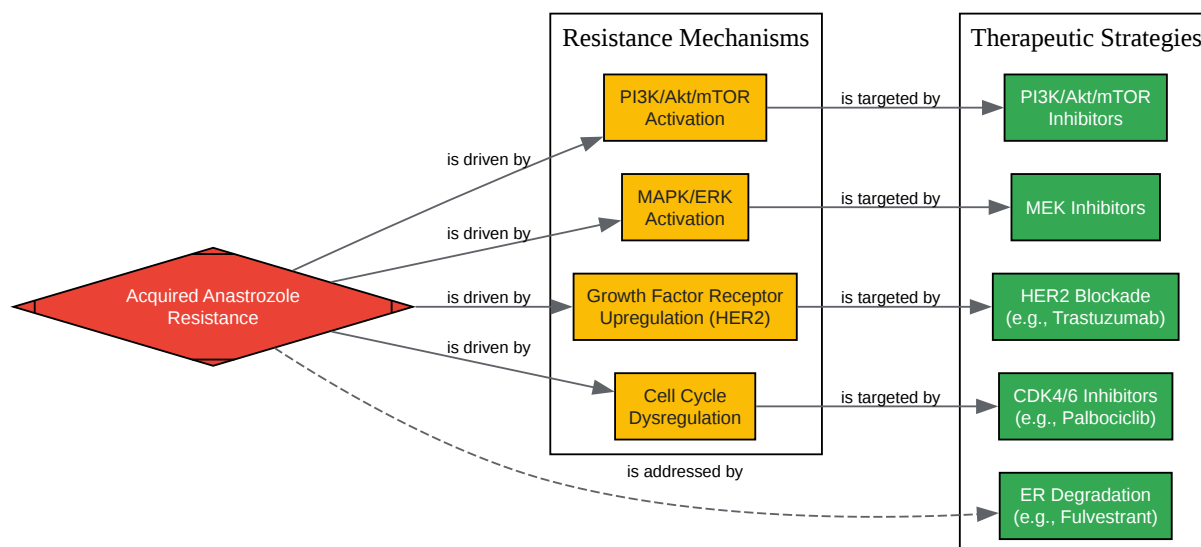 Resistance Mechanisms
Therapeutic Strategies
PI3K/Akt/mTOR
Activation
is targeted by
PI3K/Akt/mTOR
Inhibitors
is driven by
MAPK/ERK
Activation
is targeted by
MEK Inhibitors
is driven by
Acquired Anastrozole
Resistance
is driven by
Growth Factor Receptor
Upregulation (HER2)
is targeted by
HER2 Blockade
(e.g., Trastuzumab)
is driven by
Cell Cycle
Dysregulation
is targeted by
CDK4/6 Inhibitors
(e.g., Palbociclib)
is addressed by
ER Degradation
(e.g., Fulvestrant)